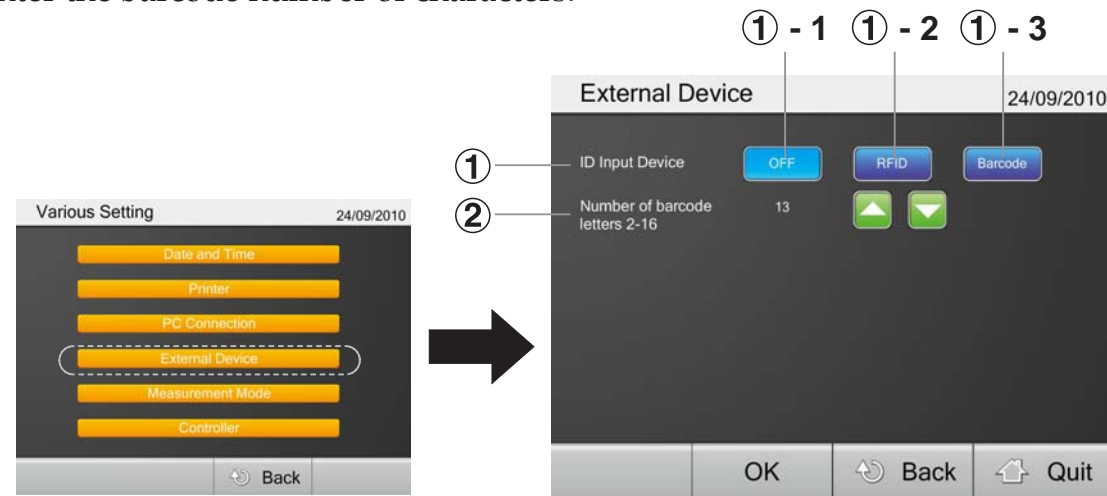 barcode number of characters.
① - 1 ① - 2 ① - 3
External Device 24/09/2010
① ID Input Device OFF RFID Barcode
② Number of barcode 13
letters 2-16
OK Back Quit
Various Setting 24/09/2010
Date and Time
Printer
PC Connection
External Device
Measurement Mode
Controller
Back